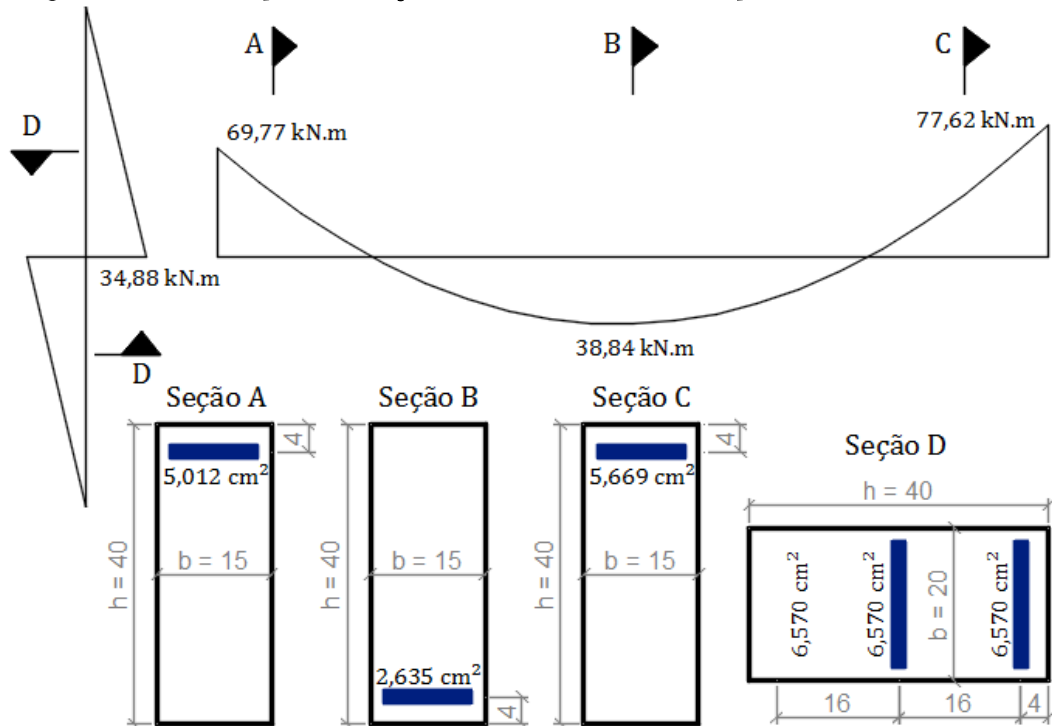 A
B
C
D
69,77 kN.m
77,62 kN.m
34,88 kN.m
38,84 kN.m
D
Seção A
Seção B
Seção C
Seção D
4
5,012 cm²
b = 15
h = 40
2,635 cm²
b = 15
h = 40
4
4
5,669 cm²
b = 15
h = 40
h = 40
6,570 cm²
6,570 cm²
b = 20
6,570 cm²
16
16
4